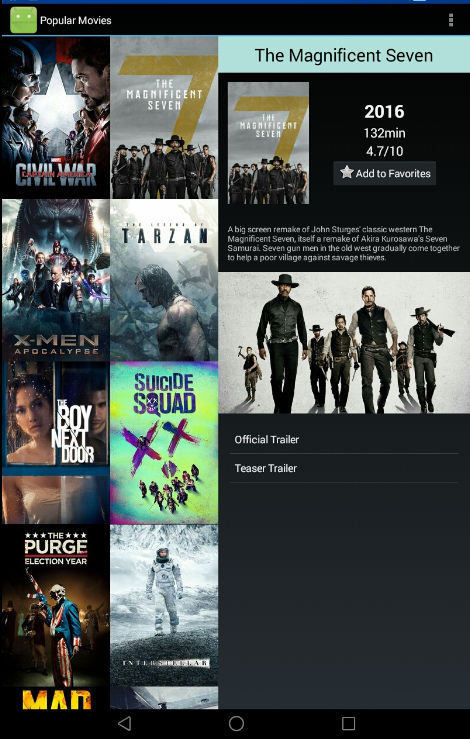 Popular Movies
MARVEL
CAPTAIN AMERICA
CIVIL WAR
THE
MAGNIFICENT
SEVEN
X-MEN
APOCALYPSE
THE LEGEND OF
TARZAN
THE
BOY
NEXT
DOOR
SUICIDE
SQUAD
THE
PURGE
ELECTION YEAR
INTERSTELLAR
MAD
The Magnificent Seven
THE
MAGNIFICENT
SEVEN
2016
132min
4.7/10
Add to Favorites
A big screen remake of John Sturges' classic western The
Magnificent Seven, itself a remake of Akira Kurosawa's Seven
Samurai. Seven gun men in the old west gradually come together
to help a poor village against savage thieves.
Official Trailer
Teaser Trailer